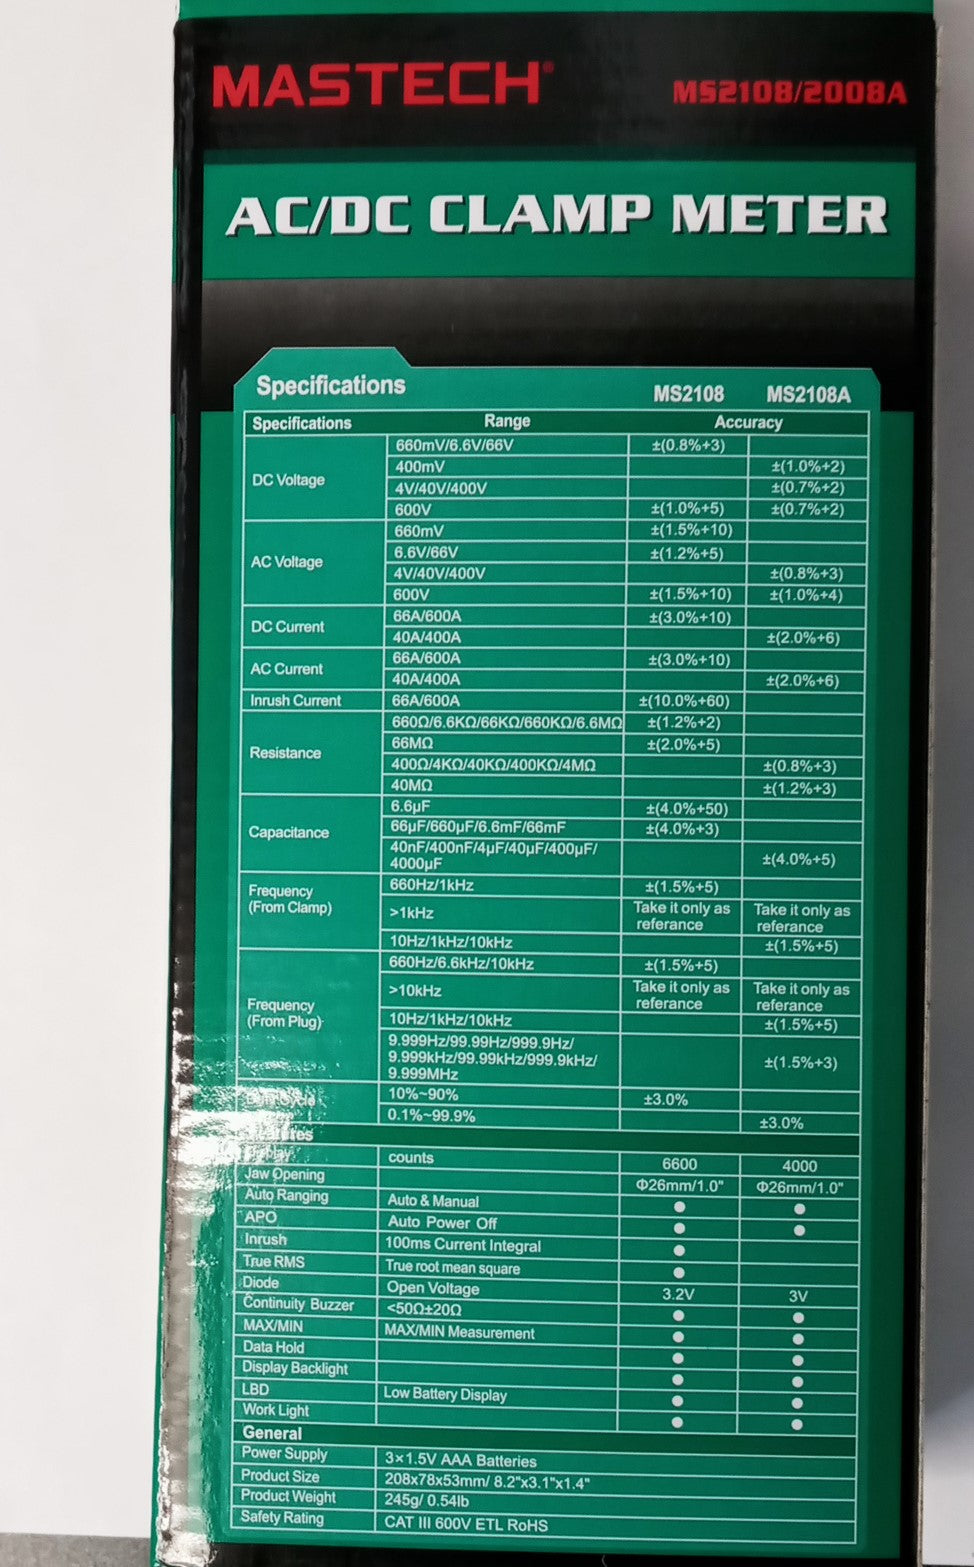 MASTECH®
MS2108/2008A
AC/DC CLAMP METER
Specifications MS2108 MS2108A
Specifications Range Accuracy
DC Voltage
660mV/6.6V/66V ±(0.8%+3)
400mV ±(1.0%+2)
4V/40V/400V ±(0.7%+2)
600V ±(1.0%+5) ±(0.7%+2)
AC Voltage
660mV ±(1.5%+10)
6.6V/66V ±(1.2%+5)
4V/40V/400V ±(0.8%+3)
600V ±(1.5%+10) ±(1.0%+4)
DC Current
66A/600A ±(3.0%+10)
40A/400A ±(2.0%+6)
AC Current
66A/600A ±(3.0%+10)
40A/400A ±(2.0%+6)
Inrush Current 66A/600A ±(10.0%+60)
Resistance
660Ω/6.6KΩ/66KΩ/660KΩ/6.6MΩ ±(1.2%+2)
66MΩ ±(2.0%+5)
400Ω/4KΩ/40KΩ/400KΩ/4MΩ ±(0.8%+3)
40MΩ ±(1.2%+3)
Capacitance
6.6µF ±(4.0%+50)
66µF/660µF/6.6mF/66mF ±(4.0%+3)
40nF/400nF/4µF/40µF/400µF/
4000µF ±(4.0%+5)
Frequency
(From Clamp)
660Hz/1kHz ±(1.5%+5)
>1kHz Take it only as referance Take it only as referance
10Hz/1kHz/10kHz ±(1.5%+5)
Frequency
(From Plug)
660Hz/6.6kHz/10kHz ±(1.5%+5)
>10kHz Take it only as referance Take it only as referance
10Hz/1kHz/10kHz ±(1.5%+5)
9.999Hz/99.99Hz/999.9Hz/
9.999kHz/99.99kHz/999.9kHz/
9.999MHz ±(1.5%+3)
10%~90% ±3.0%
0.1%~99.9% ±3.0%
Display counts 6600 4000
Jaw Opening Φ26mm/1.0" Φ26mm/1.0"
Auto Ranging Auto & Manual ● ●
APO Auto Power Off ● ●
Inrush 100ms Current Integral ●
True RMS True root mean square ●
Diode Open Voltage 3.2V 3V
Continuity Buzzer <50Ω±20Ω ● ●
MAX/MIN MAX/MIN Measurement ● ●
Data Hold ● ●
Display Backlight ● ●
LBD Low Battery Display ● ●
Work Light ● ●
General
Power Supply 3×1.5V AAA Batteries
Product Size 208x78x53mm/ 8.2"x3.1"x1.4"
Product Weight 245g/ 0.54lb
Safety Rating CAT III 600V ETL RoHS